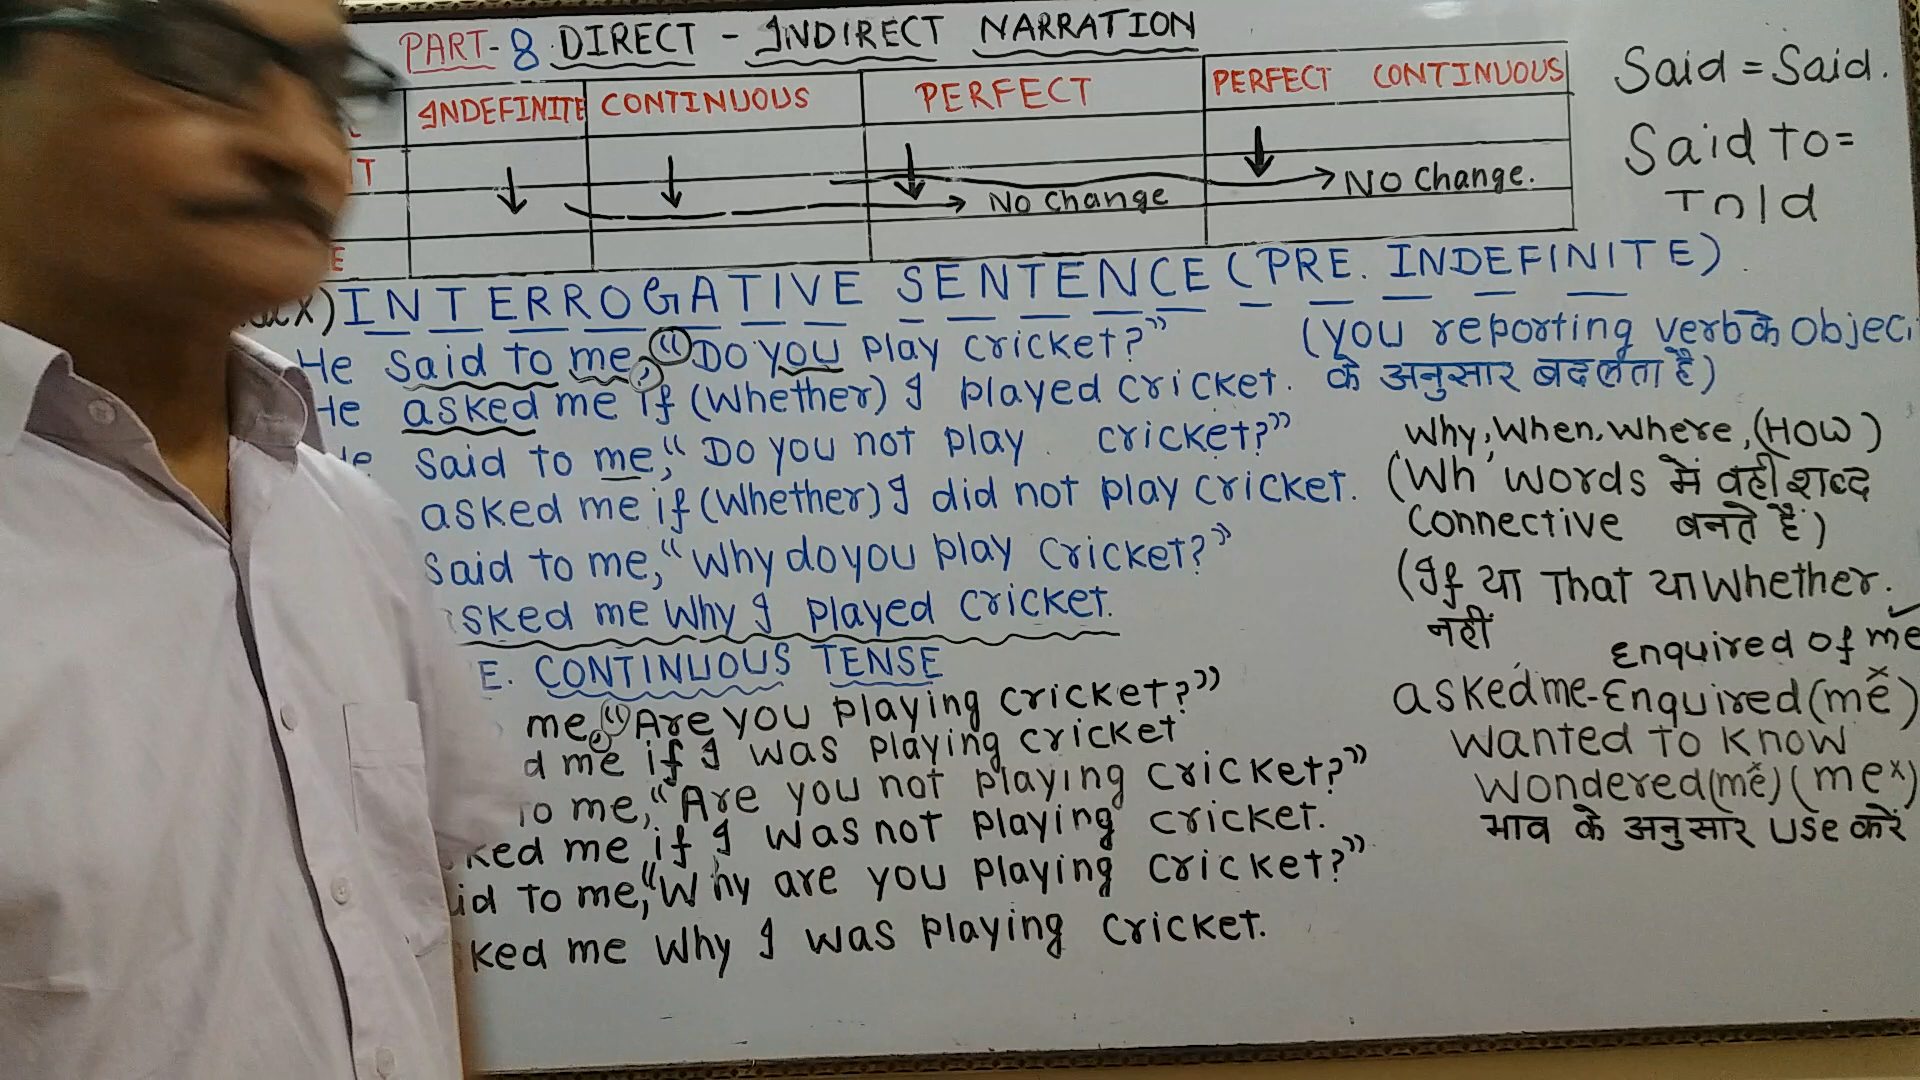 PART-8 DIRECT - INDIRECT NARRATION
INDEFINITE CONTINUOUS PERFECT PERFECT CONTINUOUS
T
No Change.
No Change
E
Said = Said.
Said To =
Told
INTERROGATIVE SENTENCE (PRE. INDEFINITE).
He Said to me, "Do you play cricket?"
He asked me if (Whether) I played cricket.
(you reporting verb के Objec
के अनुसार बदलता है)
Said to me, "Do you not play cricket?"
asked me if (Whether) I did not play cricket.
Said to me, "Why do you play cricket?"
sked me Why I played cricket.
Why, When, Where, (HOW)
(Wh' Words में वही शब्द
Connective बनते हैं)
(If या That या Whether.
नहीं
Enquired of me
asked me - Enquired (me x)
Wanted To Know
Wondered (me x) (me x)
भाव के अनुसार use करें
E. CONTINUOUS TENSE
me, "Are you playing cricket?"
d me if I was playing cricket
To me, "Are you not playing cricket?"
ked me if I was not playing cricket.
id To me, "Why are you playing cricket?"
ked me Why I was playing cricket.